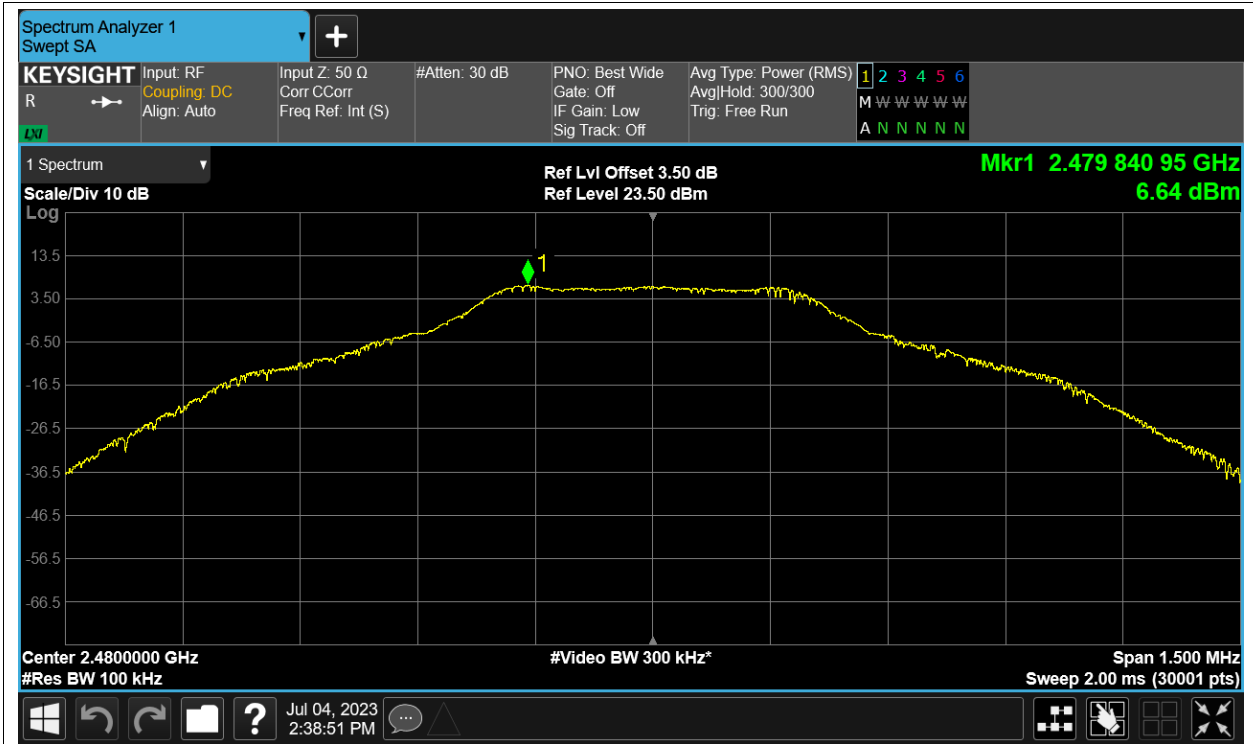 Spectrum Analyzer 1
Swept SA
KEYSIGHT
R
LXI
Input: RF
Coupling: DC
Align: Auto
Input Z: 50 Ω
Corr CCorr
Freq Ref: Int (S)
#Atten: 30 dB
PNO: Best Wide
Gate: Off
IF Gain: Low
Sig Track: Off
Avg Type: Power (RMS)
Avg|Hold: 300/300
Trig: Free Run
1 2 3 4 5 6
M W W W W W
A N N N N N
1 Spectrum
Scale/Div 10 dB
Log
Ref Lvl Offset 3.50 dB
Ref Level 23.50 dBm
Mkr1 2.479 840 95 GHz
6.64 dBm
13.5
1
3.50
-6.50
-16.5
-26.5
-36.5
-46.5
-56.5
-66.5
Center 2.4800000 GHz
#Res BW 100 kHz
#Video BW 300 kHz*
Span 1.500 MHz
Sweep 2.00 ms (30001 pts)
?
Jul 04, 2023
2:38:51 PM